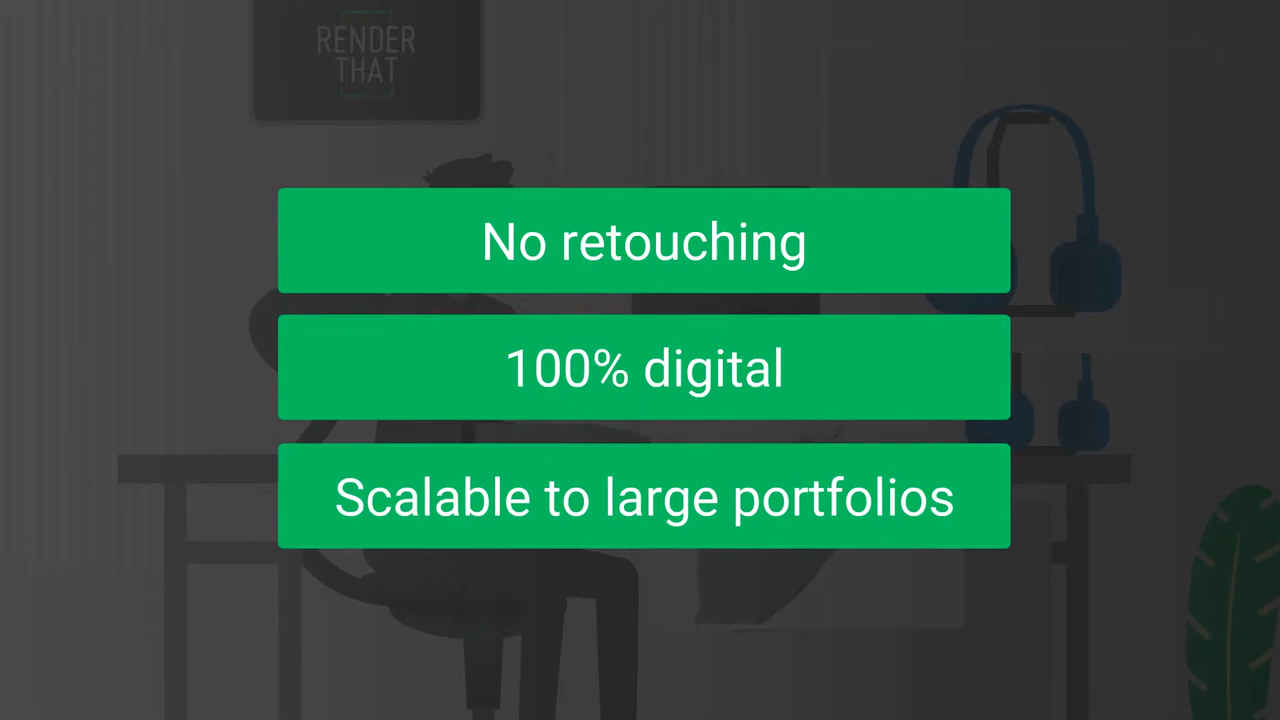 RENDER
THAT
No retouching
100% digital
Scalable to large portfolios